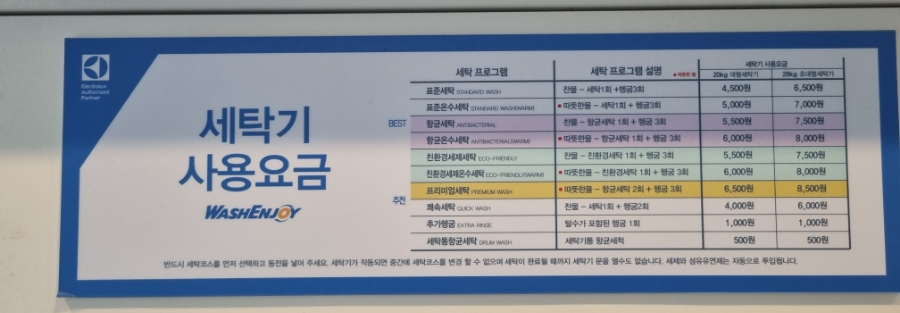 Electrolux
Authorized
Partner
세탁기
사용요금
WASHENJOY
세탁 프로그램 세탁 프로그램 설명 세탁기 사용요금
20kg 대형세탁기 28kg 초대형세탁기
표준세탁 STANDARD WASH 찬물 - 세탁1회 +헹굼3회 4,500원 6,500원
표준온수세탁 STANDARD WASH(WARM) •따뜻한물 - 세탁1회 + 헹굼3회 5,000원 7,000원
BEST 항균세탁 ANTIBACTERIAL 찬물 - 항균세탁 1회 + 헹굼 3회 5,500원 7,500원
항균온수세탁 ANTIBACTERIAL(WARM) •따뜻한물 - 항균세탁 1회 + 헹굼 3회 6,000원 8,000원
친환경세제세탁 ECO-FRIENDLY 찬물 - 친환경세탁 1회 + 헹굼 3회 5,500원 7,500원
친환경세제온수세탁 ECO-FRIENDLY(WARM) •따뜻한물 - 친환경세탁 1회 + 헹굼 3회 6,000원 8,000원
추천 프리미엄세탁 PREMIUM WASH •따뜻한물 - 항균세탁 2회 + 헹굼 3회 6,500원 8,500원
쾌속세탁 QUICK WASH 찬물 - 세탁1회 + 헹굼2회 4,000원 6,000원
추가헹굼 EXTRA RINSE 탈수가 포함된 헹굼 1회 1,000원 1,000원
세탁통항균세탁 DRUM WASH 세탁기통 항균세척 500원 500원
반드시 세탁코스를 먼저 선택하고 동전을 넣어 주세요. 세탁기가 작동되면 중간에 세탁코스를 변경 할 수 없으며 세탁이 완료될 때까지 세탁기 문을 열수도 없습니다. 세제와 섬유유연제는 자동으로 투입됩니다.